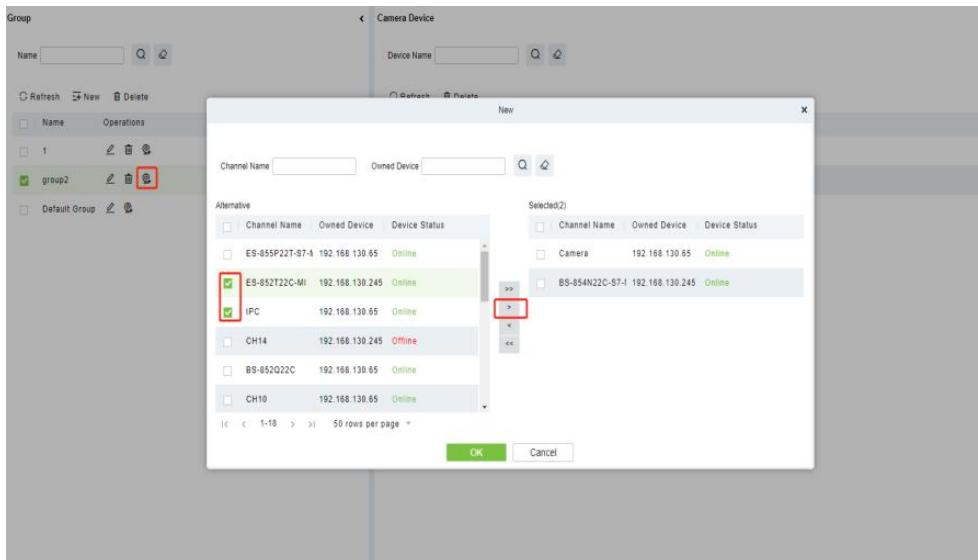 Group
Camera Device
Name
Device Name
Refresh New Delete
Refresh Delete
Name Operations
1
group2
Default Group
New
Channel Name Owned Device
Alternative
Channel Name Owned Device Device Status
ES-855P22T-S7- 192.168.130.65 Online
ES-852T22C-MI 192.168.130.245 Online
IPC 192.168.130.65 Online
CH14 192.168.130.245 Offline
BS-852Q22C 192.168.130.65 Online
CH10 192.168.130.65 Online
1-18 50 rows per page
>>
>
<
<<
Selected(2)
Channel Name Owned Device Device Status
Camera 192.168.130.65 Online
BS-854N22C-S7- 192.168.130.245 Online
OK Cancel